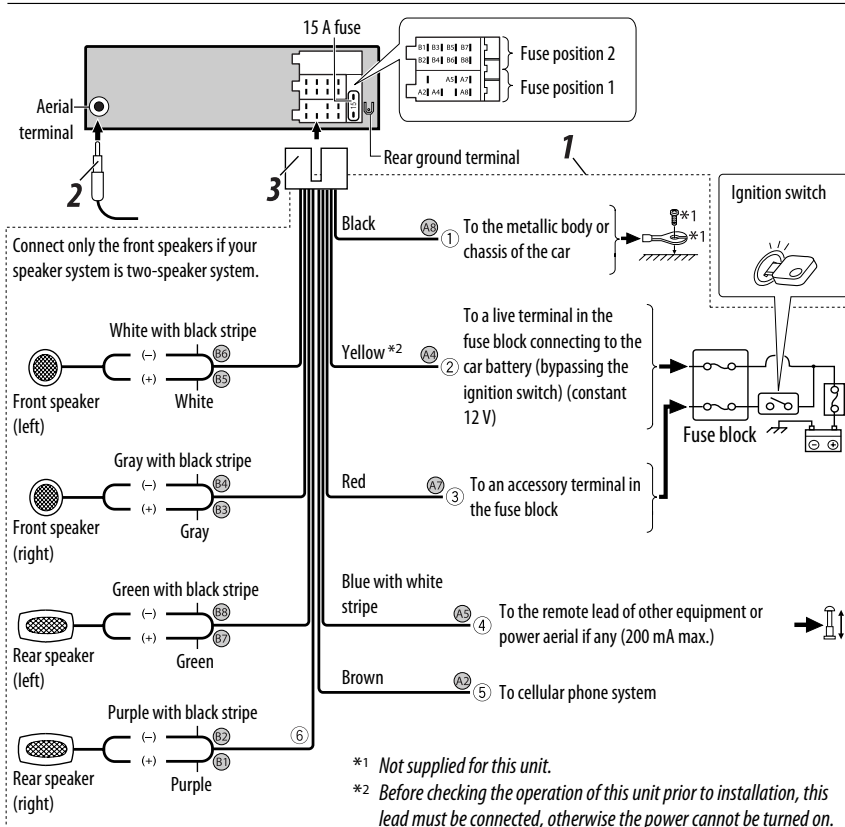 15 A fuse
B1 B3 B5 B7
B2 B4 B6 B8
A5 A7
A2 A4 A8
Fuse position 2
Fuse position 1
15
Aerial
terminal
Rear ground terminal
1
2
3
Ignition switch
Connect only the front speakers if your
speaker system is two-speaker system.
Black
A8
① To the metallic body or
chassis of the car
*1
*1
White with black stripe
(–) B6
(+) B5
White
Front speaker
(left)
Yellow *2
A4
② To a live terminal in the
fuse block connecting to the
car battery (bypassing the
ignition switch) (constant
12 V)
Fuse block
Gray with black stripe
(–) B4
(+) B3
Gray
Front speaker
(right)
Red
A7
③ To an accessory terminal in
the fuse block
Green with black stripe
(–) B8
(+) B7
Green
Rear speaker
(left)
Blue with white
stripe
A5
④ To the remote lead of other equipment or
power aerial if any (200 mA max.)
Brown
A2
⑤ To cellular phone system
Purple with black stripe
(–) B2
(+) B1
Purple
⑥
Rear speaker
(right)
*1 Not supplied for this unit.
*2 Before checking the operation of this unit prior to installation, this
lead must be connected, otherwise the power cannot be turned on.